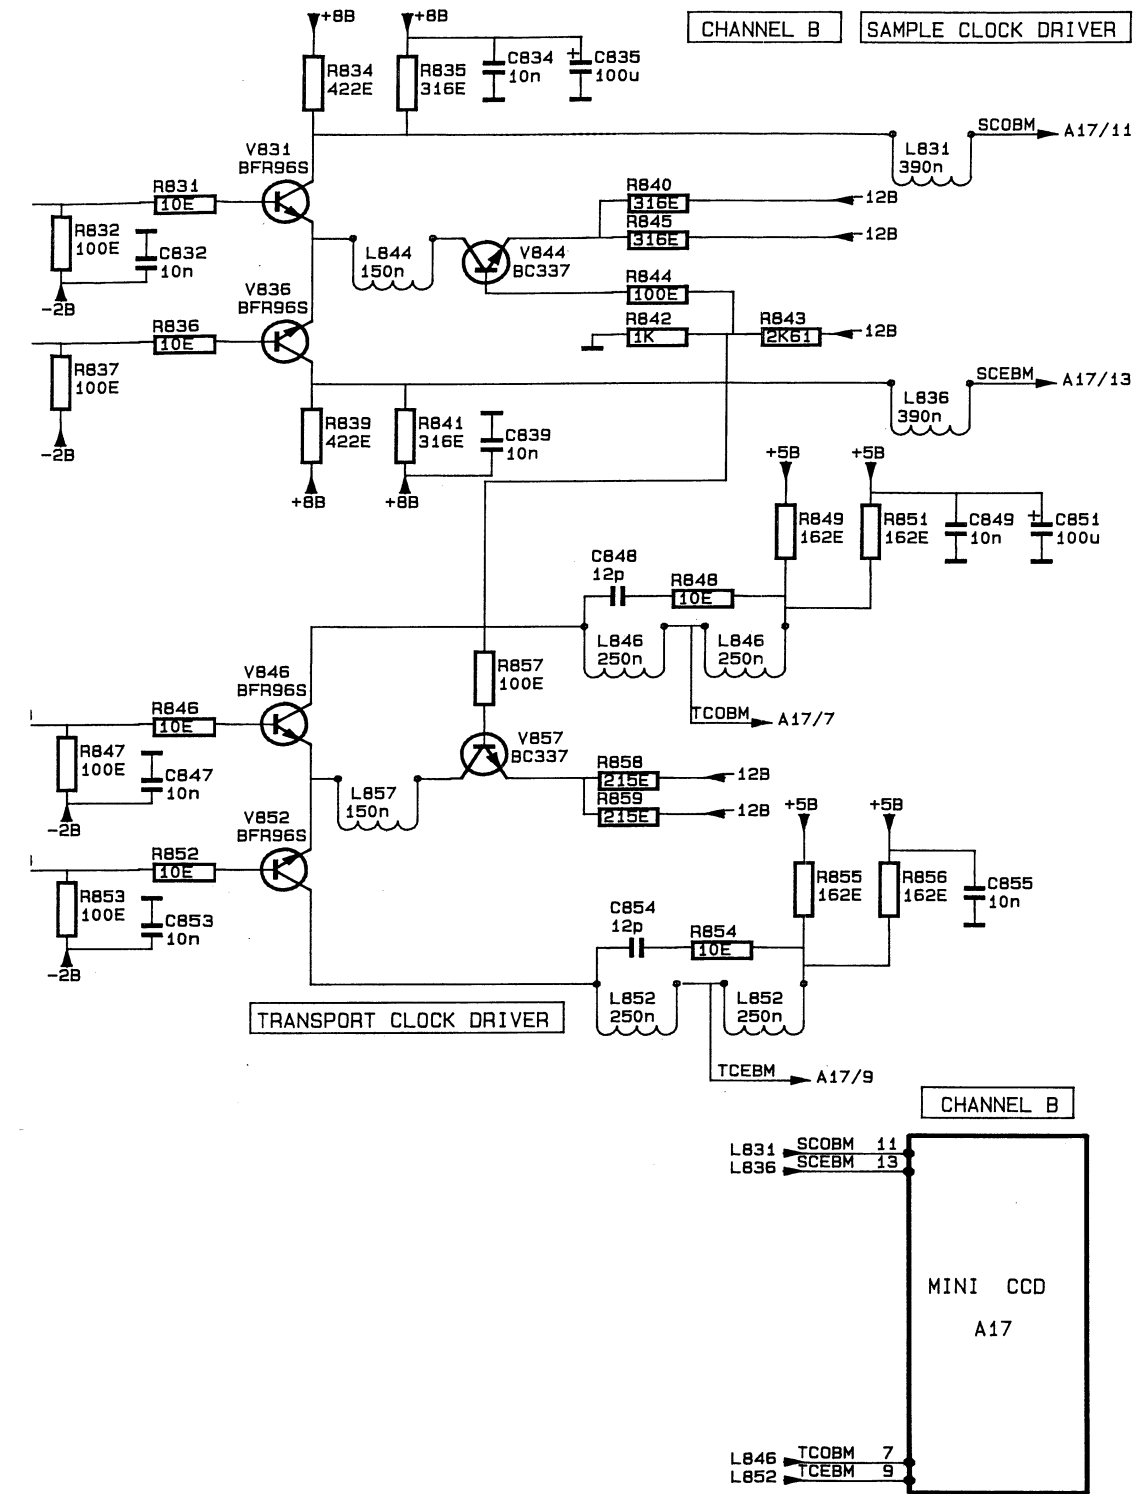 +8B
+8B
CHANNEL B
SAMPLE CLOCK DRIVER
R834
422E
R835
316E
C834
10n
+
C835
100u
SCOBM
A17/11
L831
390n
V831
BFR96S
R831
10E
R832
100E
C832
10n
-2B
R840
316E
12B
R845
316E
12B
L844
150n
V844
BC337
R844
100E
R842
1K
R843
2K61
12B
V836
BFR96S
R836
10E
R837
100E
-2B
SCEBM
A17/13
L836
390n
R839
422E
R841
316E
C839
10n
+8B
+8B
+5B
+5B
R849
162E
R851
162E
C849
10n
+
C851
100u
C848
12p
R848
10E
L846
250n
L846
250n
TCOBM
A17/7
V846
BFR96S
R846
10E
R847
100E
C847
10n
-2B
R857
100E
V857
BC337
R858
215E
12B
R859
215E
12B
L857
150n
V852
BFR96S
R852
10E
R853
100E
C853
10n
-2B
+5B
+5B
R855
162E
R856
162E
C855
10n
C854
12p
R854
10E
L852
250n
L852
250n
TRANSPORT CLOCK DRIVER
TCEBM
A17/9
CHANNEL B
L831 SCOBM 11
L836 SCEBM 13
MINI CCD
A17
L846 TCOBM 7
L852 TCEBM 9